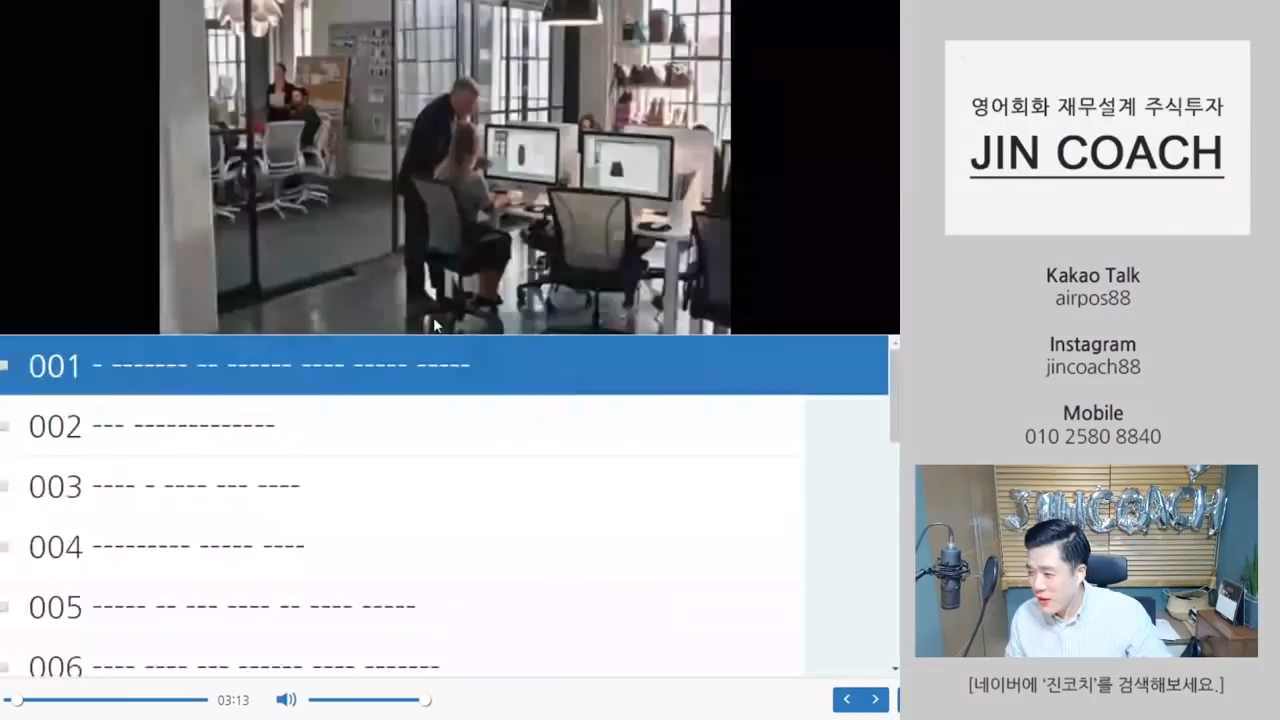 영어회화 재무설계 주식투자
JIN COACH
Kakao Talk
airpos88
Instagram
jincoach88
Mobile
010 2580 8840
JINCOACH
[네이버에 '진코치'를 검색해보세요.]
001 - ------- -- ------ ---- ----- -----
002 --- -------------
003 ---- - ---- --- ----
004 --------- ----- ----
005 ----- -- --- ---- -- ---- -----
006 ---- ---- --- ------ ---- -------
03:13